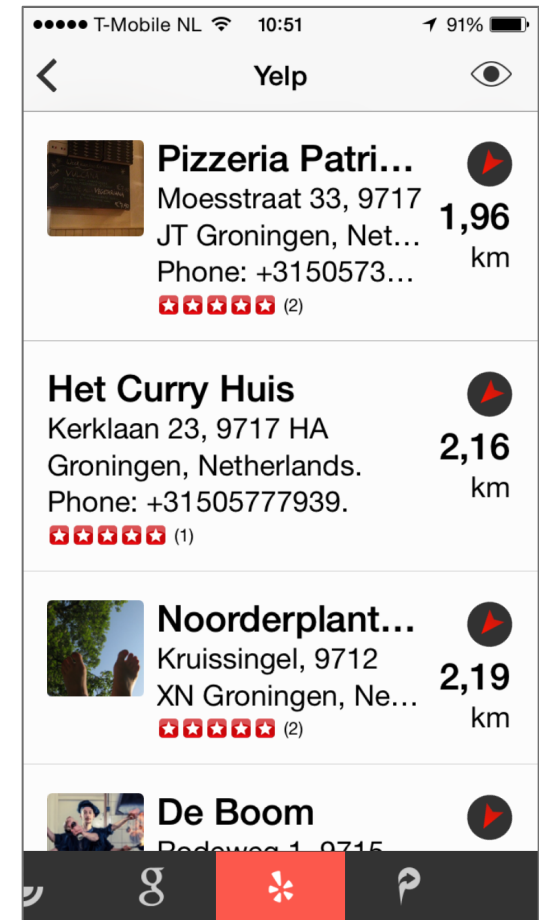 T-Mobile NL 10:51 91%
Yelp
Pizzeria Patri...
Moesstraat 33, 9717
JT Groningen, Net...
Phone: +3150573...
(2)
1,96
km
Het Curry Huis
Kerklaan 23, 9717 HA
Groningen, Netherlands.
Phone: +31505777939.
(1)
2,16
km
Noorderplant...
Kruissingel, 9712
XN Groningen, Ne...
(2)
2,19
km
De Boom
g